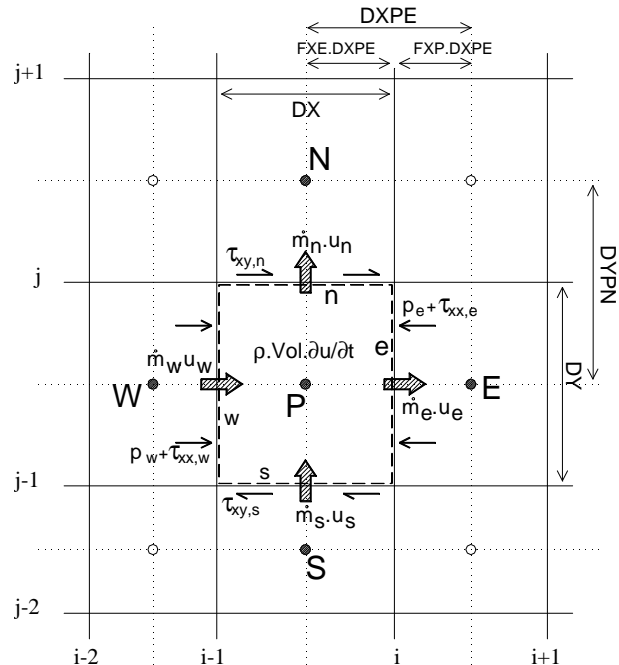 DXPE
FXE.DXPE FXP.DXPE
j+1
DX
N
τxy,n ṁn.un
j n
DYPN
pe+τxx,e
ρ.Vol.∂u/∂t e
ṁwuw DY
W P E
w ṁe.ue
pw+τxx,w s
j-1
τxy,s ṁs.us
S
j-2
i-2 i-1 i i+1